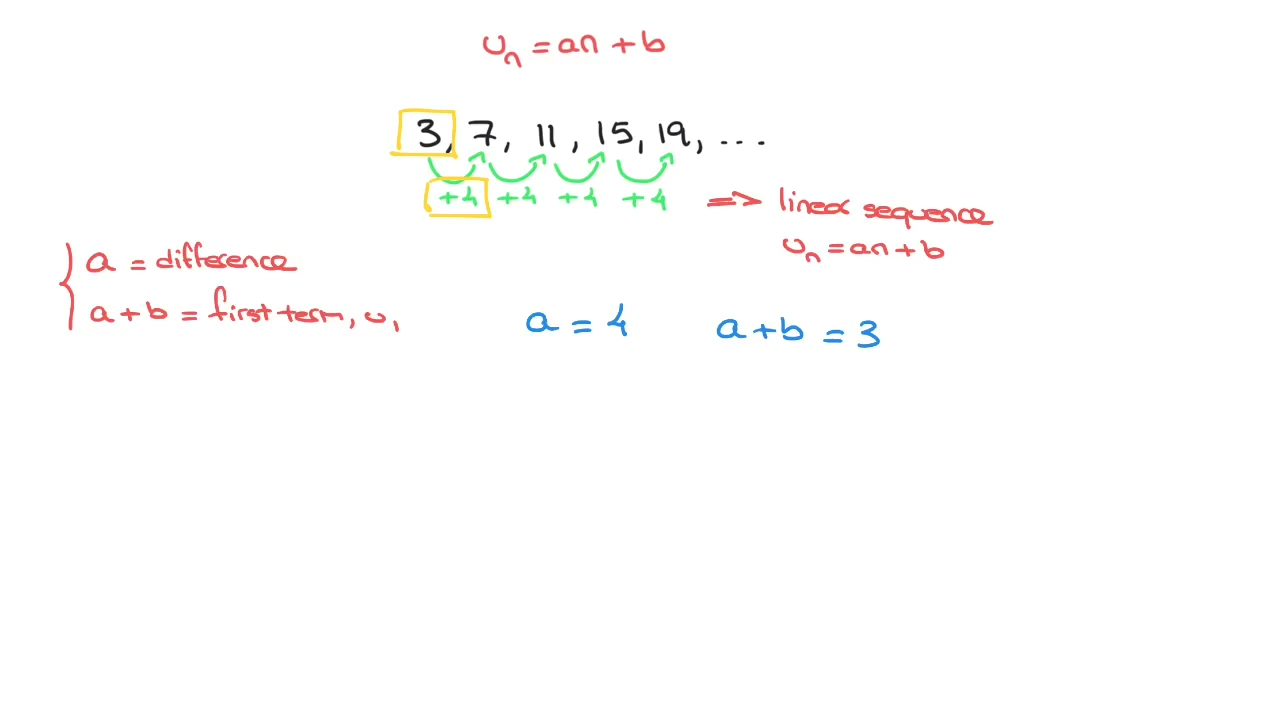 uₙ = an + b
3, 7, 11, 15, 19, ...
+4 +4 +4 +4
=> linear sequence
uₙ = an + b
a = difference
a + b = first term, u₁
a = 4
a + b = 3